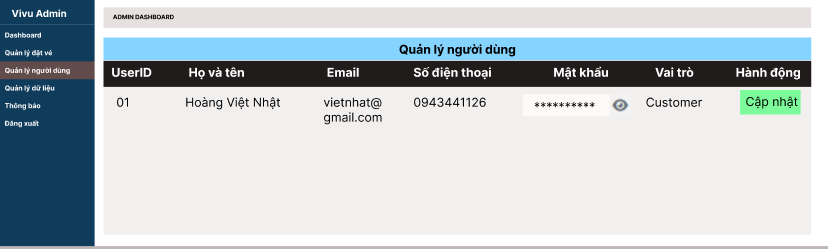 Vivu Admin
ADMIN DASHBOARD
Dashboard
Quản lý đặt vé
Quản lý người dùng
Quản lý dữ liệu
Thông báo
Đăng xuất
Quản lý người dùng
UserID Họ và tên Email Số điện thoại Mật khẩu Vai trò Hành động
01 Hoàng Việt Nhật vietnhat@ 0943441126 ********** Customer Cập nhật
gmail.com